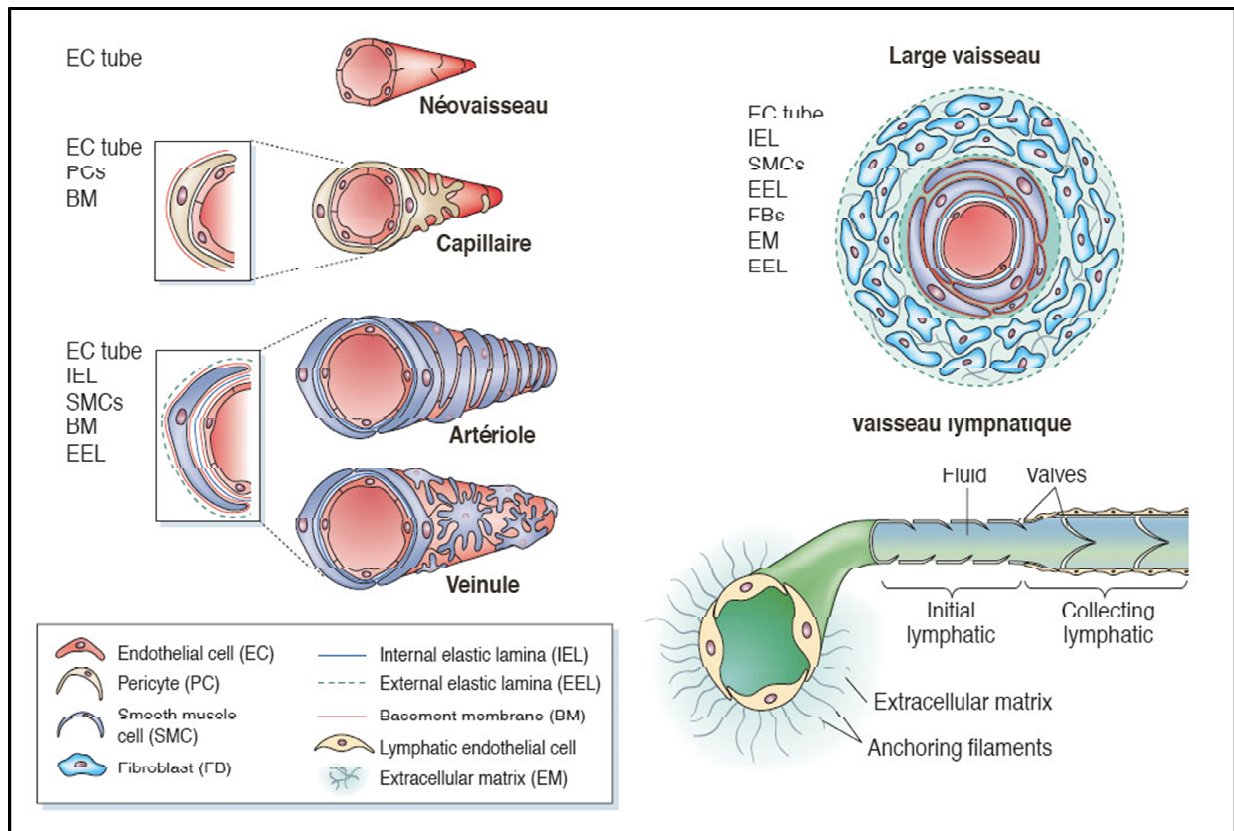 EC tube
Néovaisseau
EC tube
PCs
BM
Capillaire
EC tube
IEL
SMCs
BM
EEL
Artériole
Veinule
Large vaisseau
EC tube
IEL
SMCs
EEL
FBs
EM
EEL
Vaisseau lymphatique
Fluid
Valves
Initial
lymphatic
Collecting
lymphatic
Extracellular matrix
Anchoring filaments
Endothelial cell (EC)
Pericyte (PC)
Smooth muscle
cell (SMC)
Fibroblast (FB)
Internal elastic lamina (IEL)
External elastic lamina (EEL)
Basement membrane (BM)
Lymphatic endothelial cell
Extracellular matrix (EM)